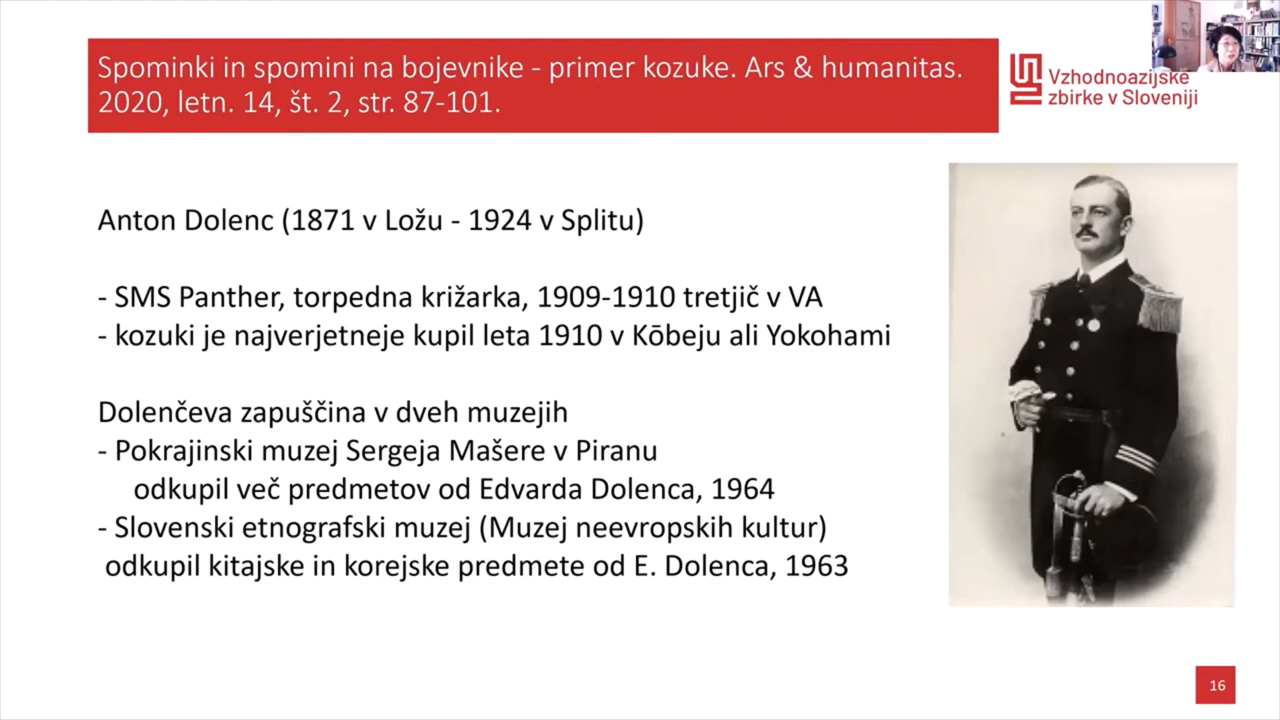 Spominki in spomini na bojevnike - primer kozuke. Ars & humanitas.
2020, letn. 14, št. 2, str. 87-101.
Vzhodnoazijske
zbirke v Sloveniji
Anton Dolenc (1871 v Ložu - 1924 v Splitu)
- SMS Panther, torpedna križarka, 1909-1910 tretjič v VA
- kozuki je najverjetneje kupil leta 1910 v Kōbeju ali Yokohami
Dolenčeva zapuščina v dveh muzejih
- Pokrajinski muzej Sergeja Mašere v Piranu
odkupil več predmetov od Edvarda Dolenca, 1964
- Slovenski etnografski muzej (Muzej neevropskih kultur)
odkupil kitajske in korejske predmete od E. Dolenca, 1963
16